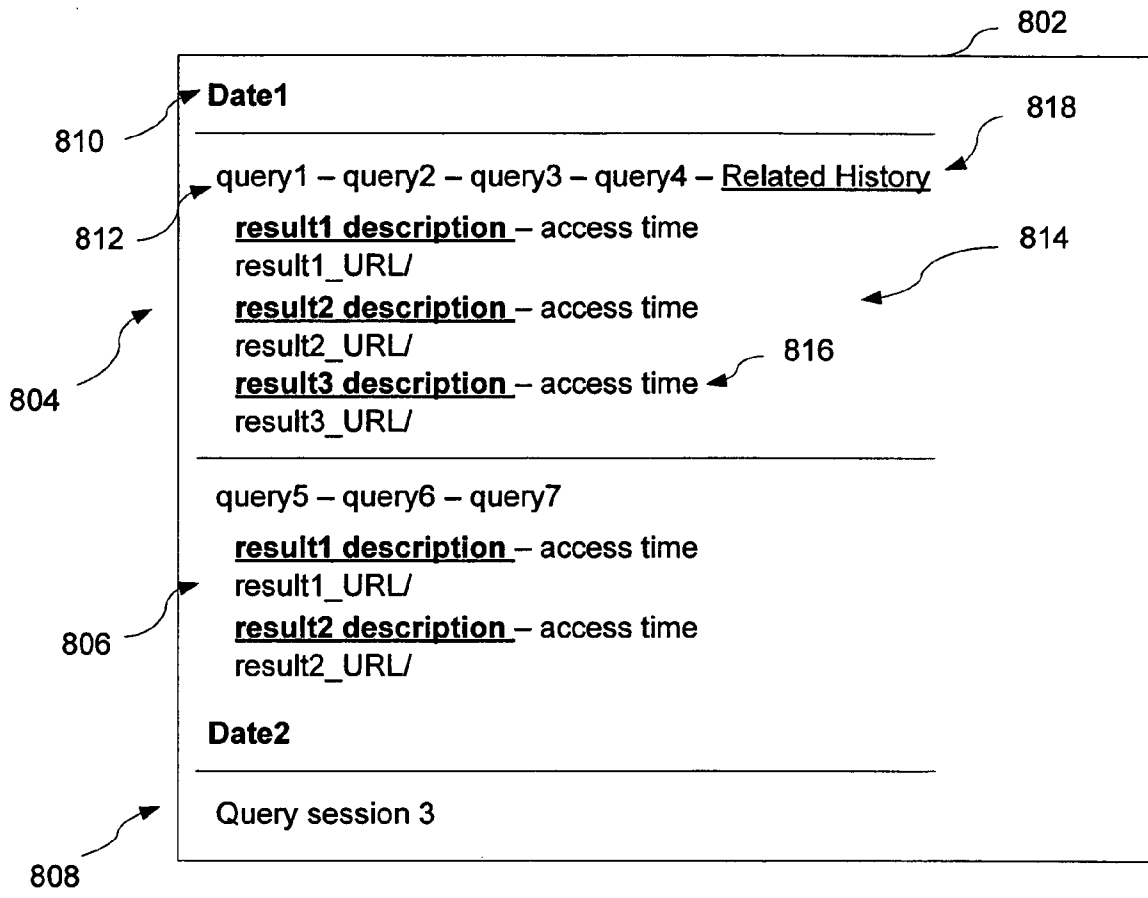 802
Date1
810
818
query1 – query2 – query3 – query4 – Related History
812
result1 description – access time
814
result1_URL/
result2 description – access time
result2_URL/
816
804
result3 description – access time
result3_URL/
query5 – query6 – query7
result1 description – access time
result1_URL/
806
result2 description – access time
result2_URL/
Date2
Query session 3
808